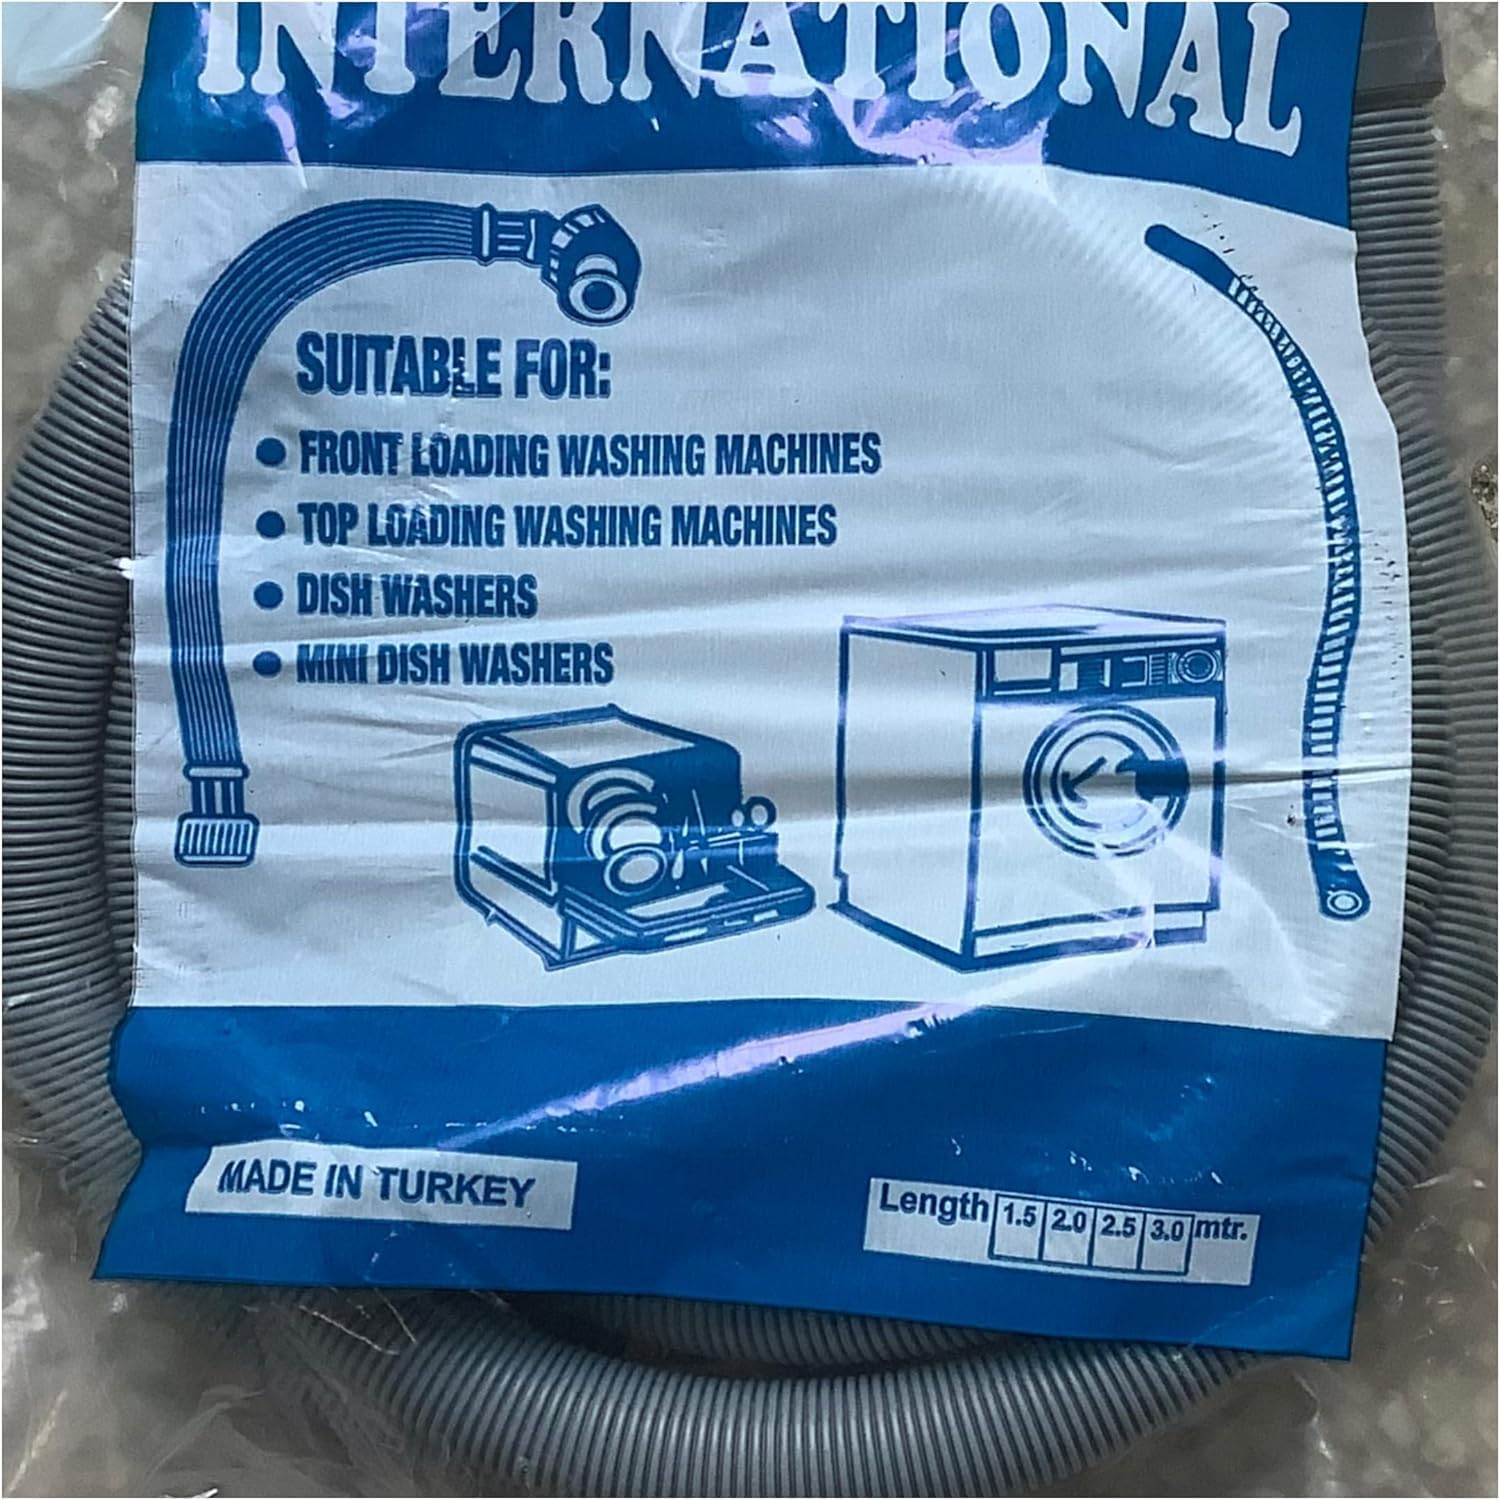 INTERNATIONAL
SUITABLE FOR:
● FRONT LOADING WASHING MACHINES
● TOP LOADING WASHING MACHINES
● DISH WASHERS
● MINI DISH WASHERS
MADE IN TURKEY
Length 1.5 2.0 2.5 3.0 mtr.